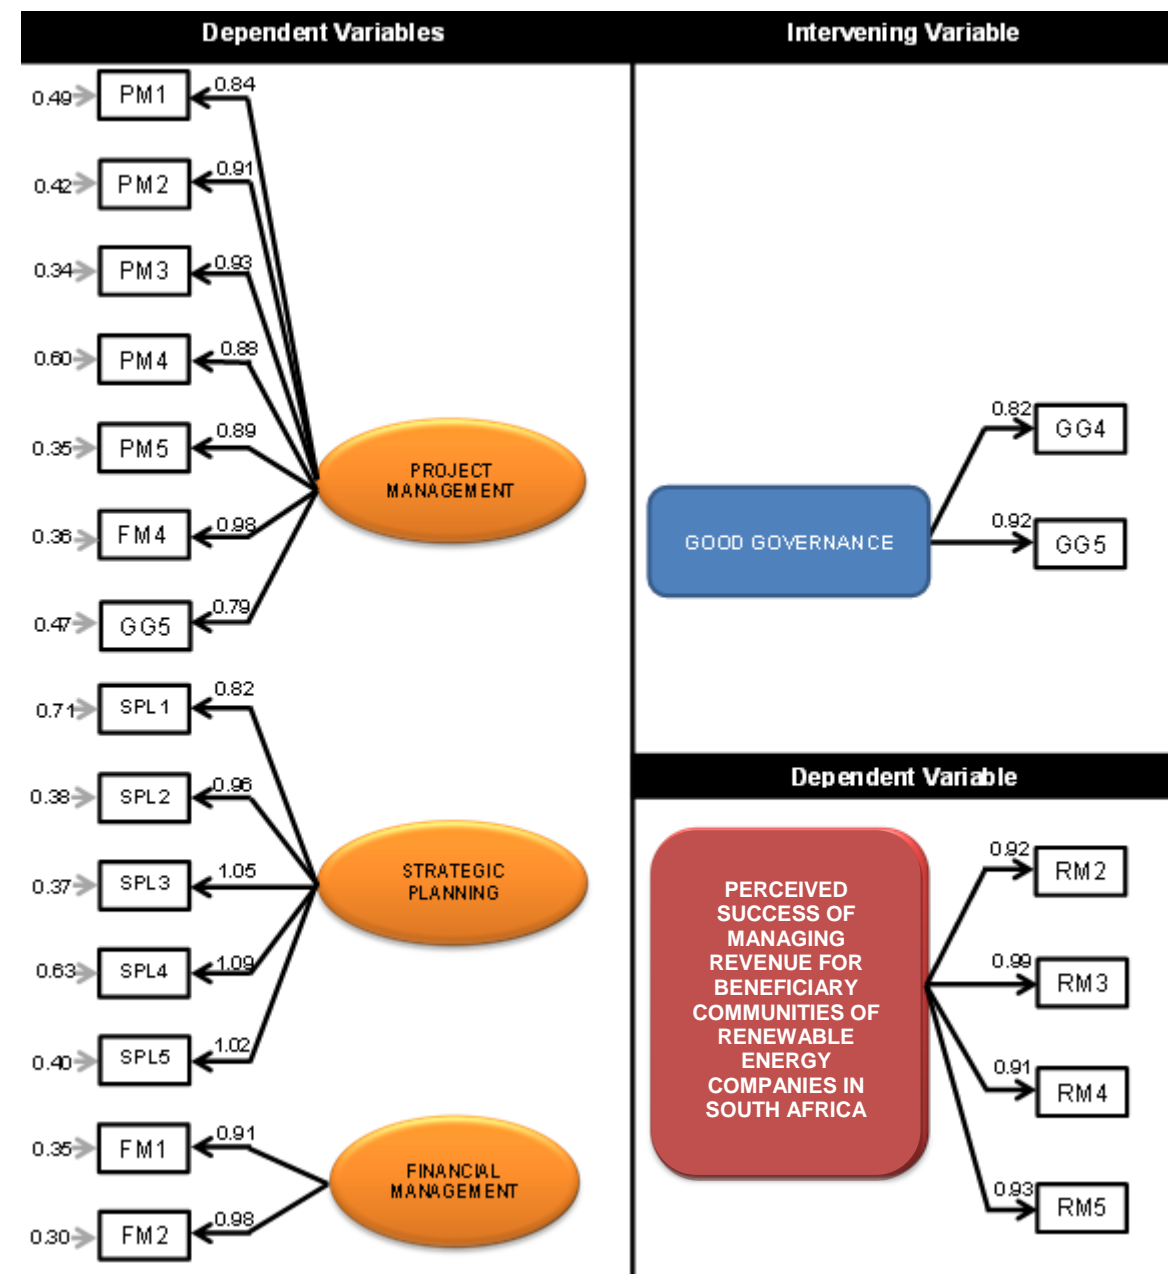 Dependent Variables
0.49
PM1
0.84
0.42
PM2
0.91
0.34
PM3
0.93
0.60
PM4
0.88
0.35
PM5
0.89
0.36
FM4
0.98
0.47
GG5
0.79
PROJECT
MANAGEMENT
0.71
SPL1
0.82
0.38
SPL2
0.96
0.37
SPL3
1.05
0.63
SPL4
1.09
0.40
SPL5
1.02
STRATEGIC
PLANNING
0.35
FM1
0.91
0.30
FM2
0.98
FINANCIAL
MANAGEMENT
Intervening Variable
GOOD GOVERNANCE
0.82
GG4
0.92
GG5
Dependent Variable
PERCEIVED
SUCCESS OF
MANAGING
REVENUE FOR
BENEFICIARY
COMMUNITIES OF
RENEWABLE
ENERGY
COMPANIES IN
SOUTH AFRICA
0.92
RM2
0.99
RM3
0.91
RM4
0.93
RM5